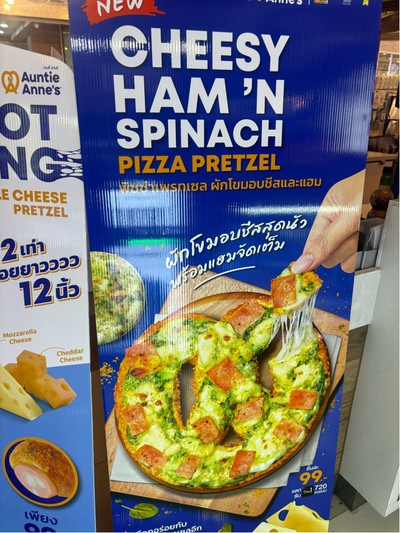 NEW
Anne's
CHEESY
HAM 'N
SPINACH
PIZZA PRETZEL
พิซซ่าเพรทเซล ผักโขมอบชีสและแฮม
ผักโขมอบชีสสุดนัว
พร้อมแฮมจัดเต็ม
99.-
720
Auntie
Anne's
OT
NG
LE CHEESE
PRETZEL
2 เท่า
อยยาวววว
12 นิ้ว
Mozzarella
Cheese
Cheddar
Cheese
เพียง